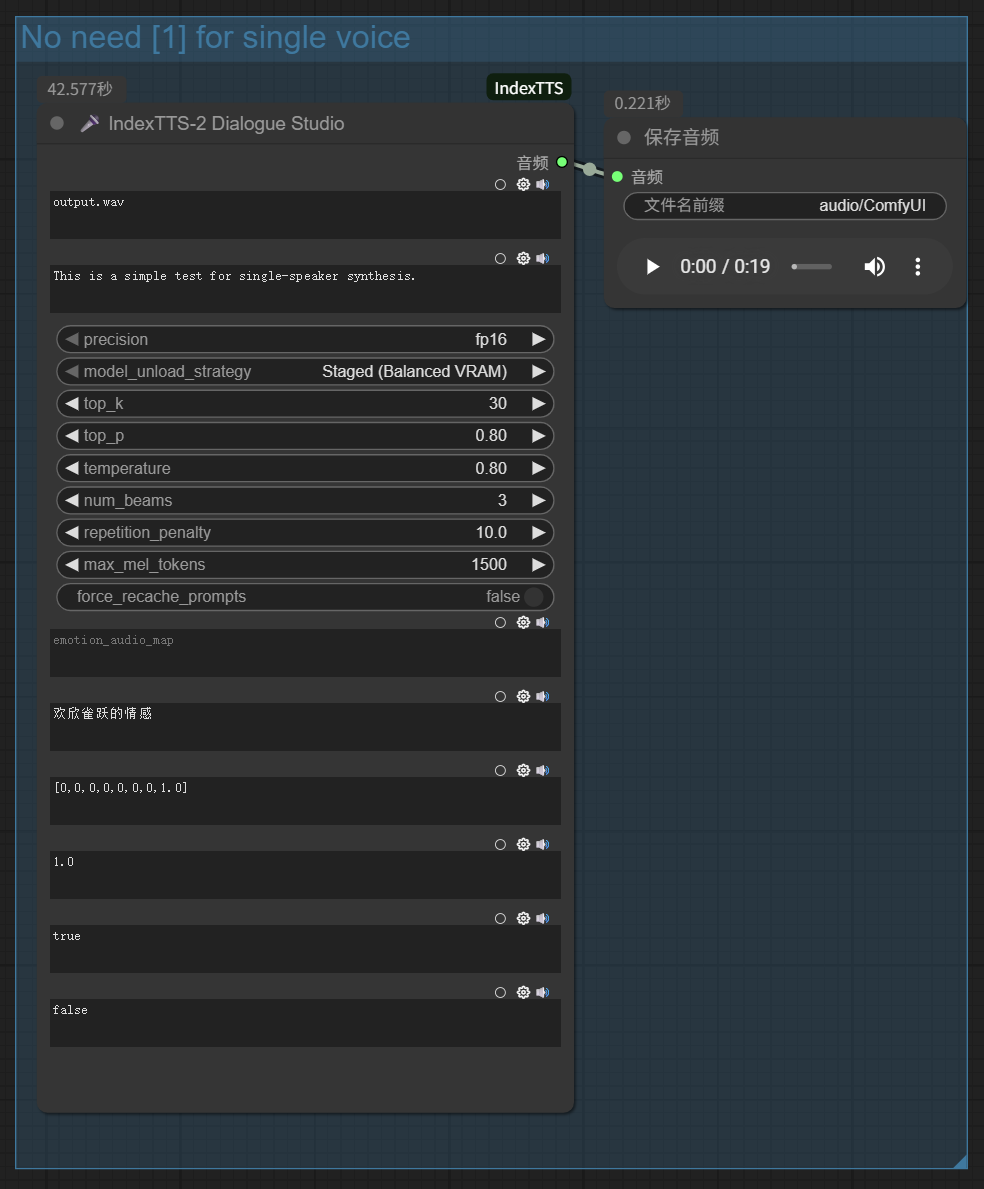 No need [1] for single voice
42.577秒
IndexTTS
IndexTTS-2 Dialogue Studio
音频
output.wav
This is a simple test for single-speaker synthesis.
precision fp16
model_unload_strategy Staged (Balanced VRAM)
top_k 30
top_p 0.80
temperature 0.80
num_beams 3
repetition_penalty 10.0
max_mel_tokens 1500
force_recache_prompts false
emotion_audio_map
欢欣雀跃的情感
[0,0,0,0,0,0,0,1.0]
1.0
true
false
0.221秒
保存音频
音频
文件名前缀 audio/ComfyUI
0:00 / 0:19